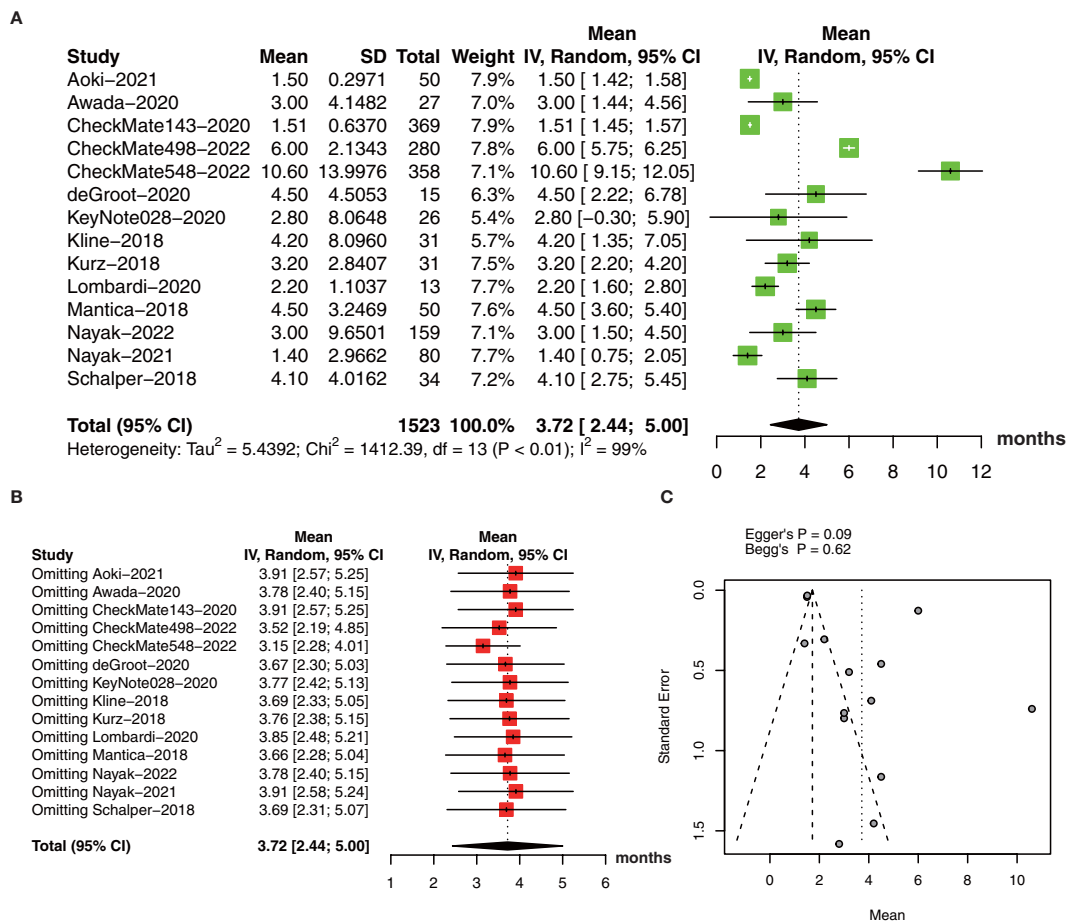 A
Mean Mean
Study Mean SD Total Weight IV, Random, 95% CI IV, Random, 95% CI
Aoki−2021 1.50 0.2971 50 7.9% 1.50 [ 1.42; 1.58]
Awada−2020 3.00 4.1482 27 7.0% 3.00 [ 1.44; 4.56]
CheckMate143−2020 1.51 0.6370 369 7.9% 1.51 [ 1.45; 1.57]
CheckMate498−2022 6.00 2.1343 280 7.8% 6.00 [ 5.75; 6.25]
CheckMate548−2022 10.60 13.9976 358 7.1% 10.60 [ 9.15; 12.05]
deGroot−2020 4.50 4.5053 15 6.3% 4.50 [ 2.22; 6.78]
KeyNote028−2020 2.80 8.0648 26 5.4% 2.80 [−0.30; 5.90]
Kline−2018 4.20 8.0960 31 5.7% 4.20 [ 1.35; 7.05]
Kurz−2018 3.20 2.8407 31 7.5% 3.20 [ 2.20; 4.20]
Lombardi−2020 2.20 1.1037 13 7.7% 2.20 [ 1.60; 2.80]
Mantica−2018 4.50 3.2469 50 7.6% 4.50 [ 3.60; 5.40]
Nayak−2022 3.00 9.6501 159 7.1% 3.00 [ 1.50; 4.50]
Nayak−2021 1.40 2.9662 80 7.7% 1.40 [ 0.75; 2.05]
Schalper−2018 4.10 4.0162 34 7.2% 4.10 [ 2.75; 5.45]
Total (95% CI) 1523 100.0% 3.72 [ 2.44; 5.00]
Heterogeneity: Tau2 = 5.4392; Chi2 = 1412.39, df = 13 (P < 0.01); I2 = 99%
months
0 2 4 6 8 10 12
B
Mean Mean
Study IV, Random, 95% CI IV, Random, 95% CI
Omitting Aoki−2021 3.91 [2.57; 5.25]
Omitting Awada−2020 3.78 [2.40; 5.15]
Omitting CheckMate143−2020 3.91 [2.57; 5.25]
Omitting CheckMate498−2022 3.52 [2.19; 4.85]
Omitting CheckMate548−2022 3.15 [2.28; 4.01]
Omitting deGroot−2020 3.67 [2.30; 5.03]
Omitting KeyNote028−2020 3.77 [2.42; 5.13]
Omitting Kline−2018 3.69 [2.33; 5.05]
Omitting Kurz−2018 3.76 [2.38; 5.15]
Omitting Lombardi−2020 3.85 [2.48; 5.21]
Omitting Mantica−2018 3.66 [2.28; 5.04]
Omitting Nayak−2022 3.78 [2.40; 5.15]
Omitting Nayak−2021 3.91 [2.58; 5.24]
Omitting Schalper−2018 3.69 [2.31; 5.07]
Total (95% CI) 3.72 [2.44; 5.00]
months
1 2 3 4 5 6
C
Egger's P = 0.09
Begg's P = 0.62
Standard Error
0.0
0.5
1.0
1.5
0 2 4 6 8 10
Mean